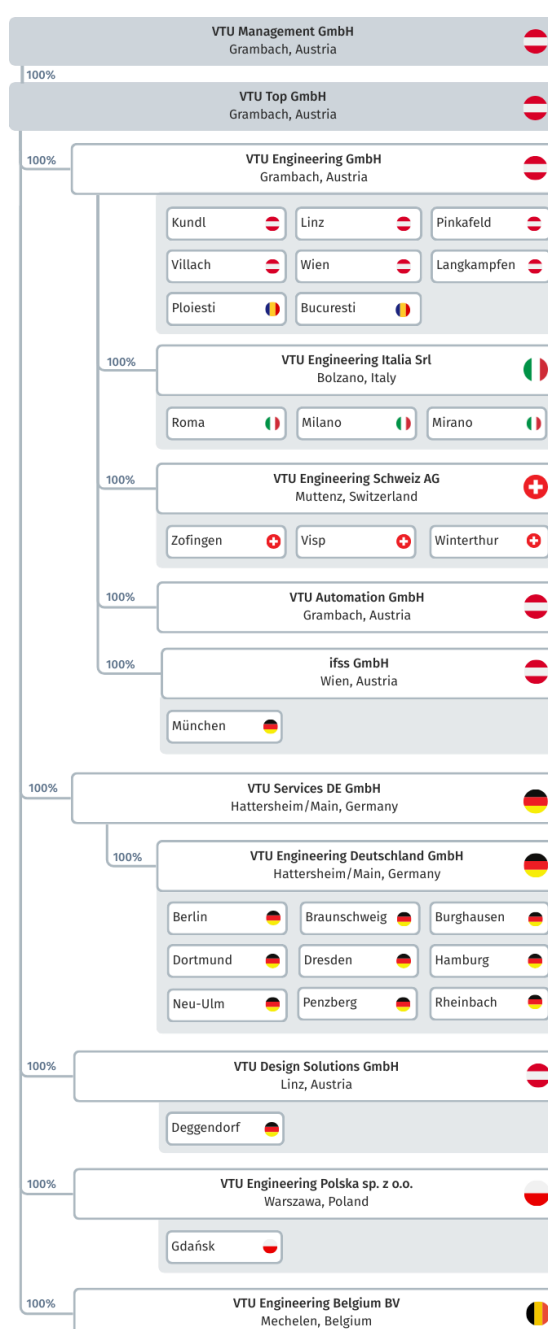 VTU Management GmbH
Grambach, Austria
100%
VTU Top GmbH
Grambach, Austria
100%
VTU Engineering GmbH
Grambach, Austria
Kundl Linz Pinkafeld
Villach Wien Langkampfen
Ploiesti Bucuresti
100%
VTU Engineering Italia Srl
Bolzano, Italy
Roma Milano Mirano
100%
VTU Engineering Schweiz AG
Muttenz, Switzerland
Zofingen Visp Winterthur
100%
VTU Automation GmbH
Grambach, Austria
100%
ifss GmbH
Wien, Austria
München
100%
VTU Services DE GmbH
Hattersheim/Main, Germany
100%
VTU Engineering Deutschland GmbH
Hattersheim/Main, Germany
Berlin Braunschweig Burghausen
Dortmund Dresden Hamburg
Neu-Ulm Penzberg Rheinbach
100%
VTU Design Solutions GmbH
Linz, Austria
Deggendorf
100%
VTU Engineering Polska sp. z o.o.
Warszawa, Poland
Gdańsk
100%
VTU Engineering Belgium BV
Mechelen, Belgium